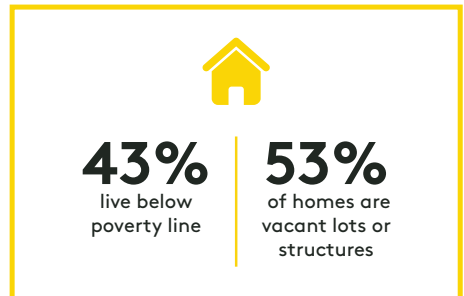 43%
live below
poverty line
53%
of homes are
vacant lots or
structures